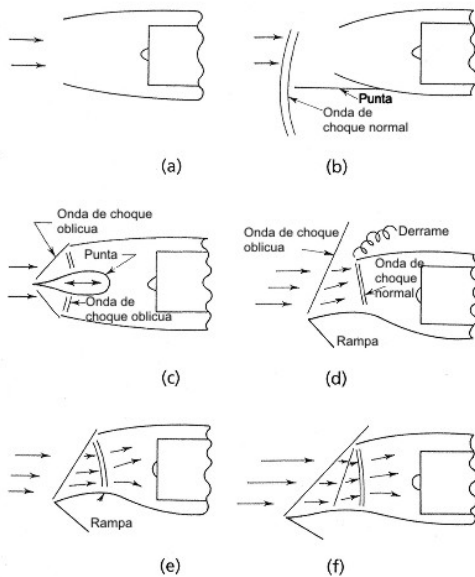 Punta
Onda de
choque normal
(a)
(b)
Onda de choque
oblicua
Punta
Onda de
choque oblicua
(c)
Onda de choque
oblicua
Derrame
Onda de
choque
normal
Rampa
(d)
Rampa
(e)
(f)